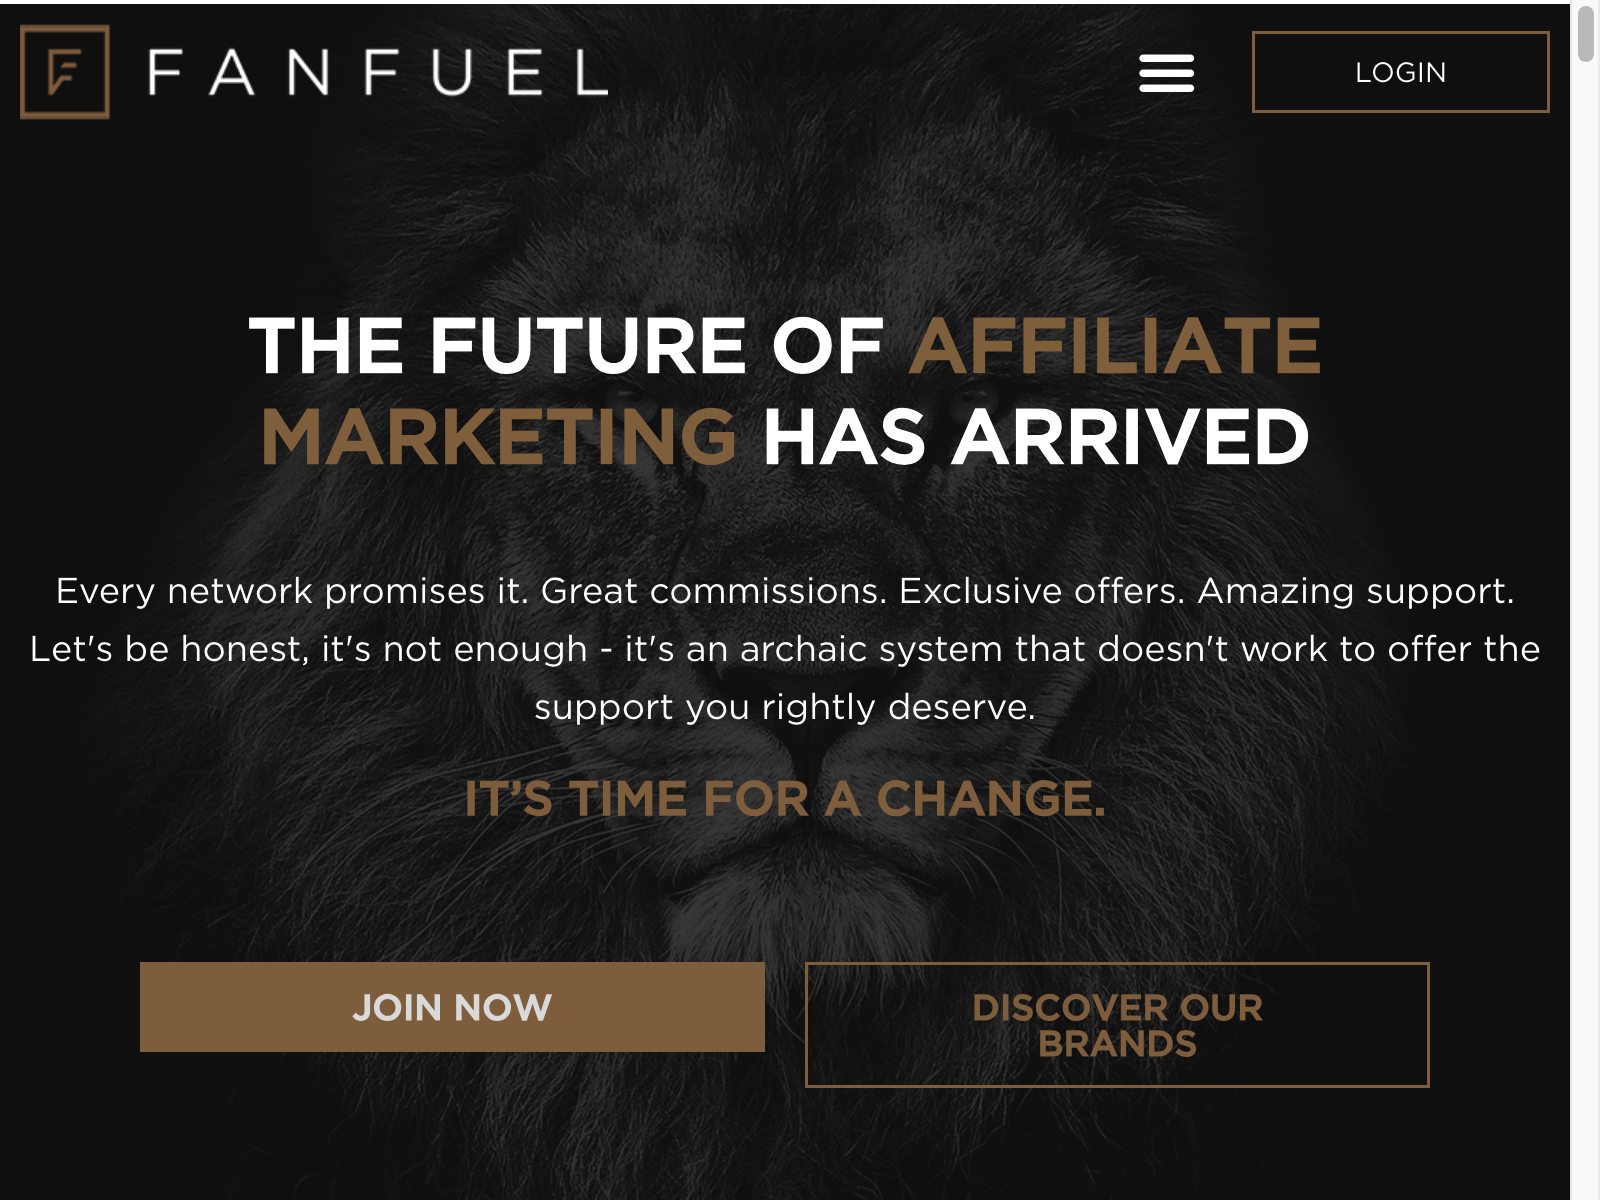 FANFUEL
LOGIN
THE FUTURE OF AFFILIATE
MARKETING HAS ARRIVED
Every network promises it. Great commissions. Exclusive offers. Amazing support.
Let's be honest, it's not enough - it's an archaic system that doesn't work to offer the
support you rightly deserve.
IT’S TIME FOR A CHANGE.
JOIN NOW
DISCOVER OUR
BRANDS